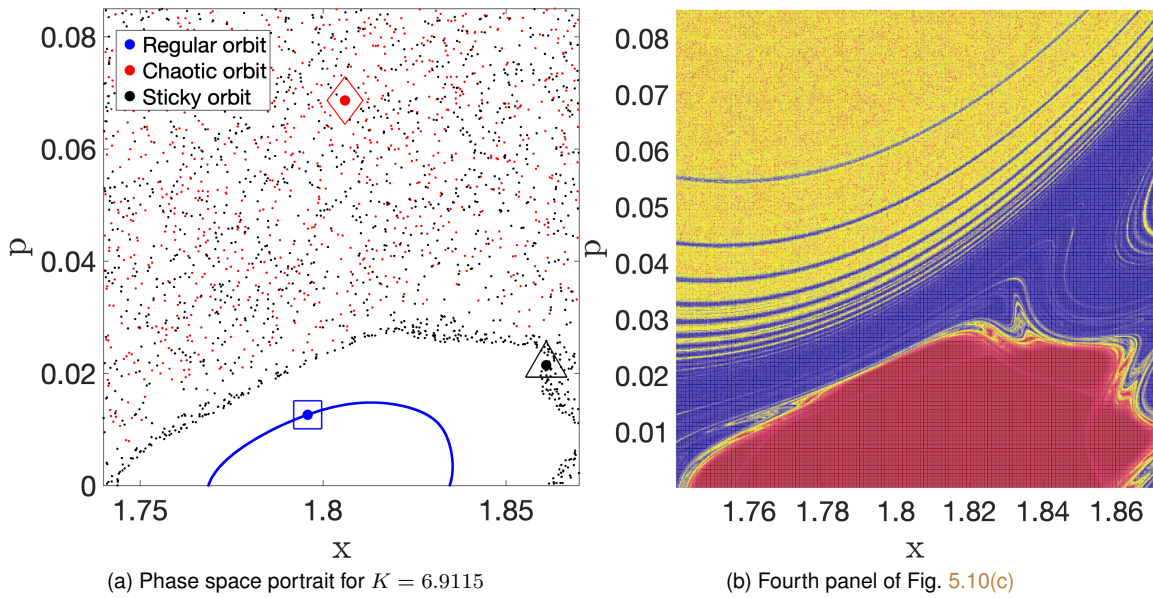 0.08
0.06
0.04
0.02
0
p
Regular orbit
Chaotic orbit
Sticky orbit
1.75 1.8 1.85
x
(a) Phase space portrait for K = 6.9115
0.08
0.07
0.06
0.05
0.04
0.03
0.02
0.01
p
1.76 1.78 1.8 1.82 1.84 1.86
x
(b) Fourth panel of Fig. 5.10(c)